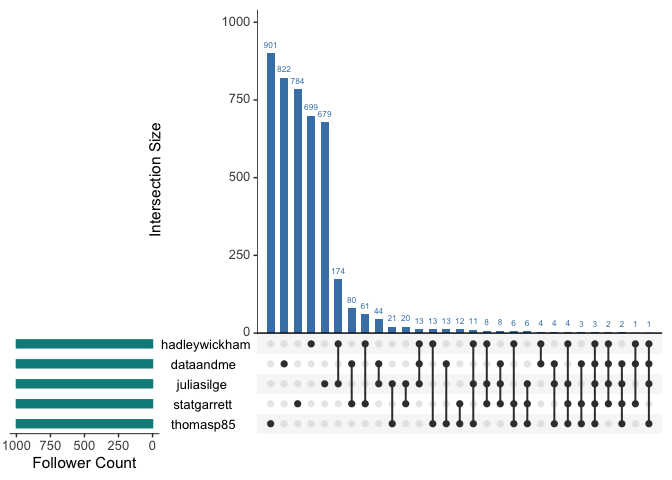 1000
901
822
784
750
699
679
Intersection Size
500
250
174
80 61 44 21 20 13 13 13 12 11 8 8 6 6 4 4 4 3 3 2 2 1 1
0
hadleywickham
dataandme
juliasilge
statgarrett
thomasp85
1000 750 500 250 0
Follower Count